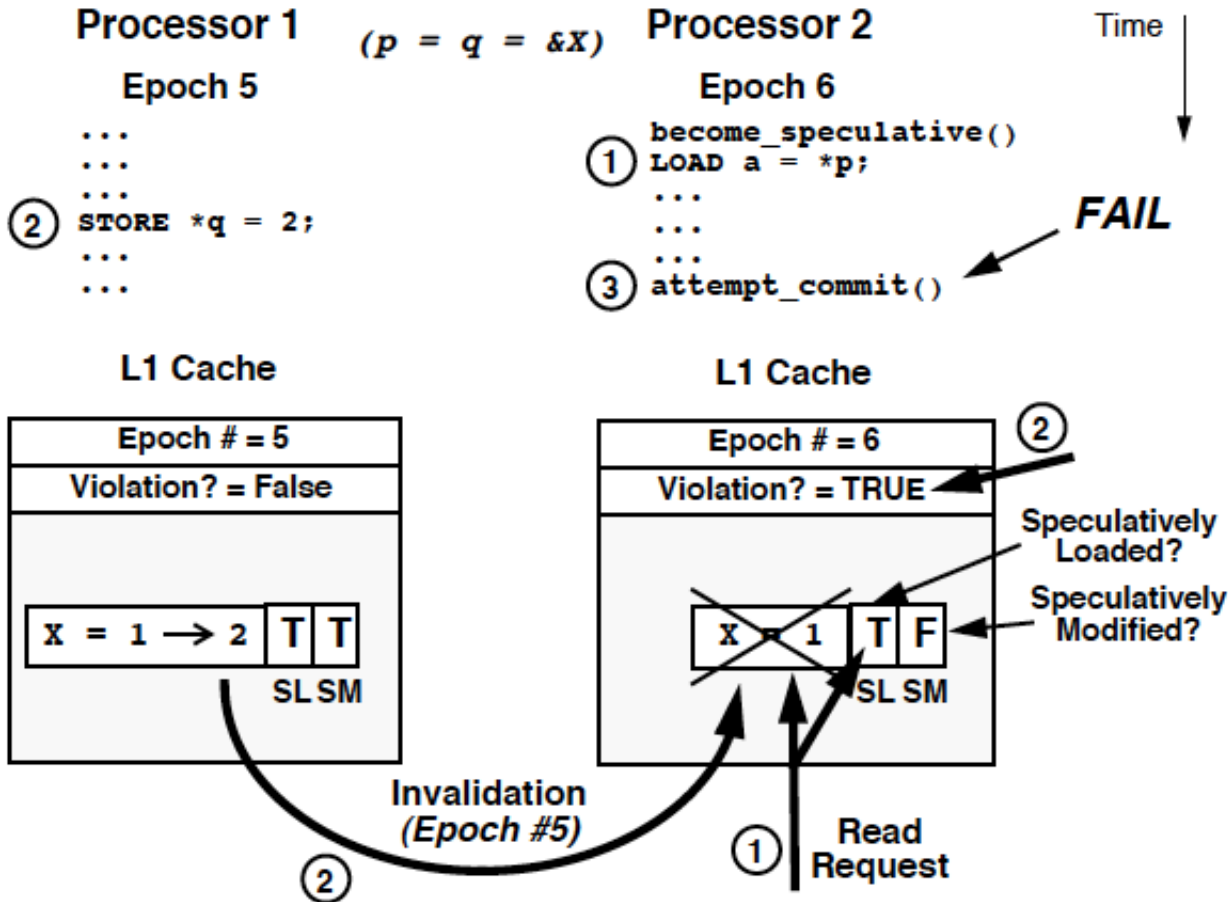 Processor 1
(p = q = &X)
Processor 2
Time
Epoch 5
Epoch 6
...
...
...
② STORE *q = 2;
...
...
become_speculative()
① LOAD a = *p;
...
...
...
③ attempt_commit()
FAIL
L1 Cache
Epoch # = 5
Violation? = False
X = 1 → 2 T T
SL SM
L1 Cache
Epoch # = 6
Violation? = TRUE
②
X = 1 T F
SL SM
Speculatively
Loaded?
Speculatively
Modified?
Invalidation
(Epoch #5)
②
①
Read
Request